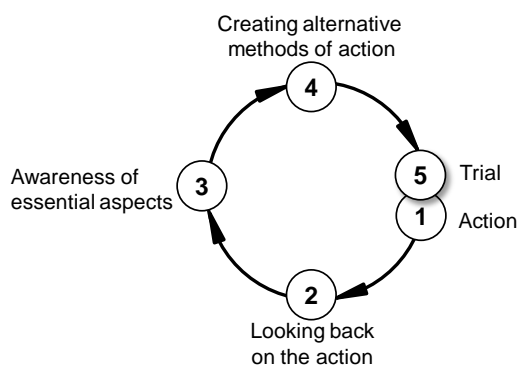 Creating alternative
methods of action
4
5
Trial
Awareness of
essential aspects
3
1
Action
2
Looking back
on the action